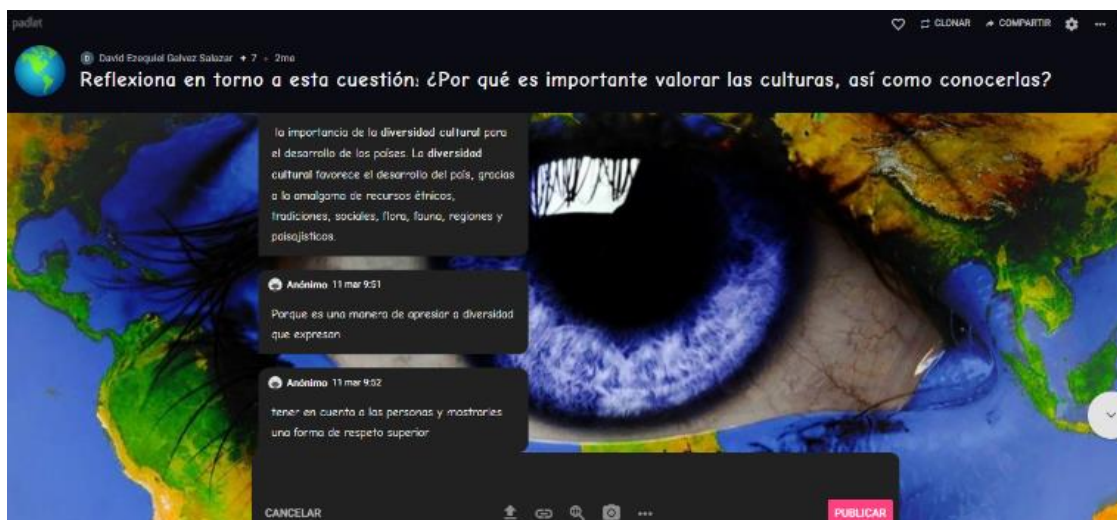 padlet
CLONAR COMPARTIR
David Ezequiel Galvez Salazar + 7 • 2me
Reflexiona en torno a esta cuestión: ¿Por qué es importante valorar las culturas, así como conocerlas?
la importancia de la diversidad cultural para
el desarrollo de los países. La diversidad
cultural favorece el desarrollo del país, gracias
a la amalgama de recursos étnicos,
tradiciones, sociales, flora, fauna, regiones y
paisajísticos.
Anónimo 11 mar 9:51
Porque es una manera de apresiar a diversidad
que expresan
Anónimo 11 mar 9:52
tener en cuenta a las personas y mostrarles
una forma de respeto superior
CANCELAR
PUBLICAR